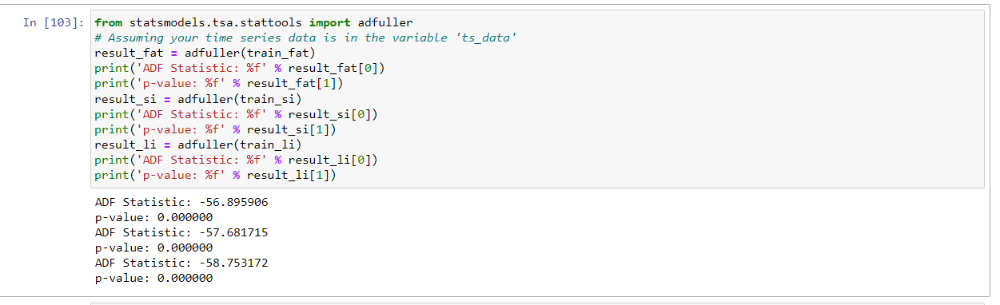 In [103]: from statsmodels.tsa.stattools import adfuller
# Assuming your time series data is in the variable 'ts_data'
result_fat = adfuller(train_fat)
print('ADF Statistic: %f' % result_fat[0])
print('p-value: %f' % result_fat[1])
result_si = adfuller(train_si)
print('ADF Statistic: %f' % result_si[0])
print('p-value: %f' % result_si[1])
result_li = adfuller(train_li)
print('ADF Statistic: %f' % result_li[0])
print('p-value: %f' % result_li[1])
ADF Statistic: -56.895906
p-value: 0.000000
ADF Statistic: -57.681715
p-value: 0.000000
ADF Statistic: -58.753172
p-value: 0.000000